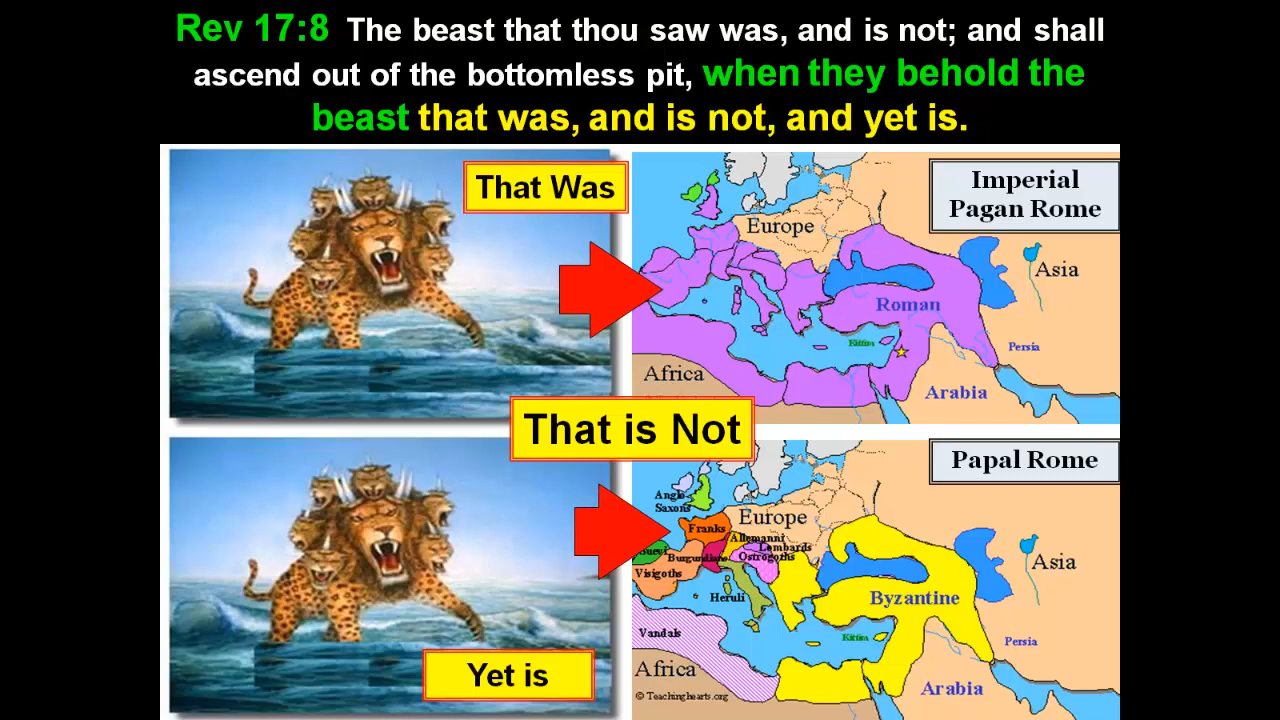 Rev 17:8 The beast that thou saw was, and is not; and shall
ascend out of the bottomless pit, when they behold the
beast that was, and is not, and yet is.
That Was
Imperial
Pagan Rome
Europe
Asia
Roman
Kittim
Persia
Africa
Arabia
That is Not
Papal Rome
Anglo
Saxons
Europe
Franks
Allemanni
Lombards
Suevi
Burgundians
Ostrogoths
Asia
Visigoths
Heruli
Byzantine
Vandals
Kittim
Persia
Africa
Yet is
Arabia
© Teachinghearts.org